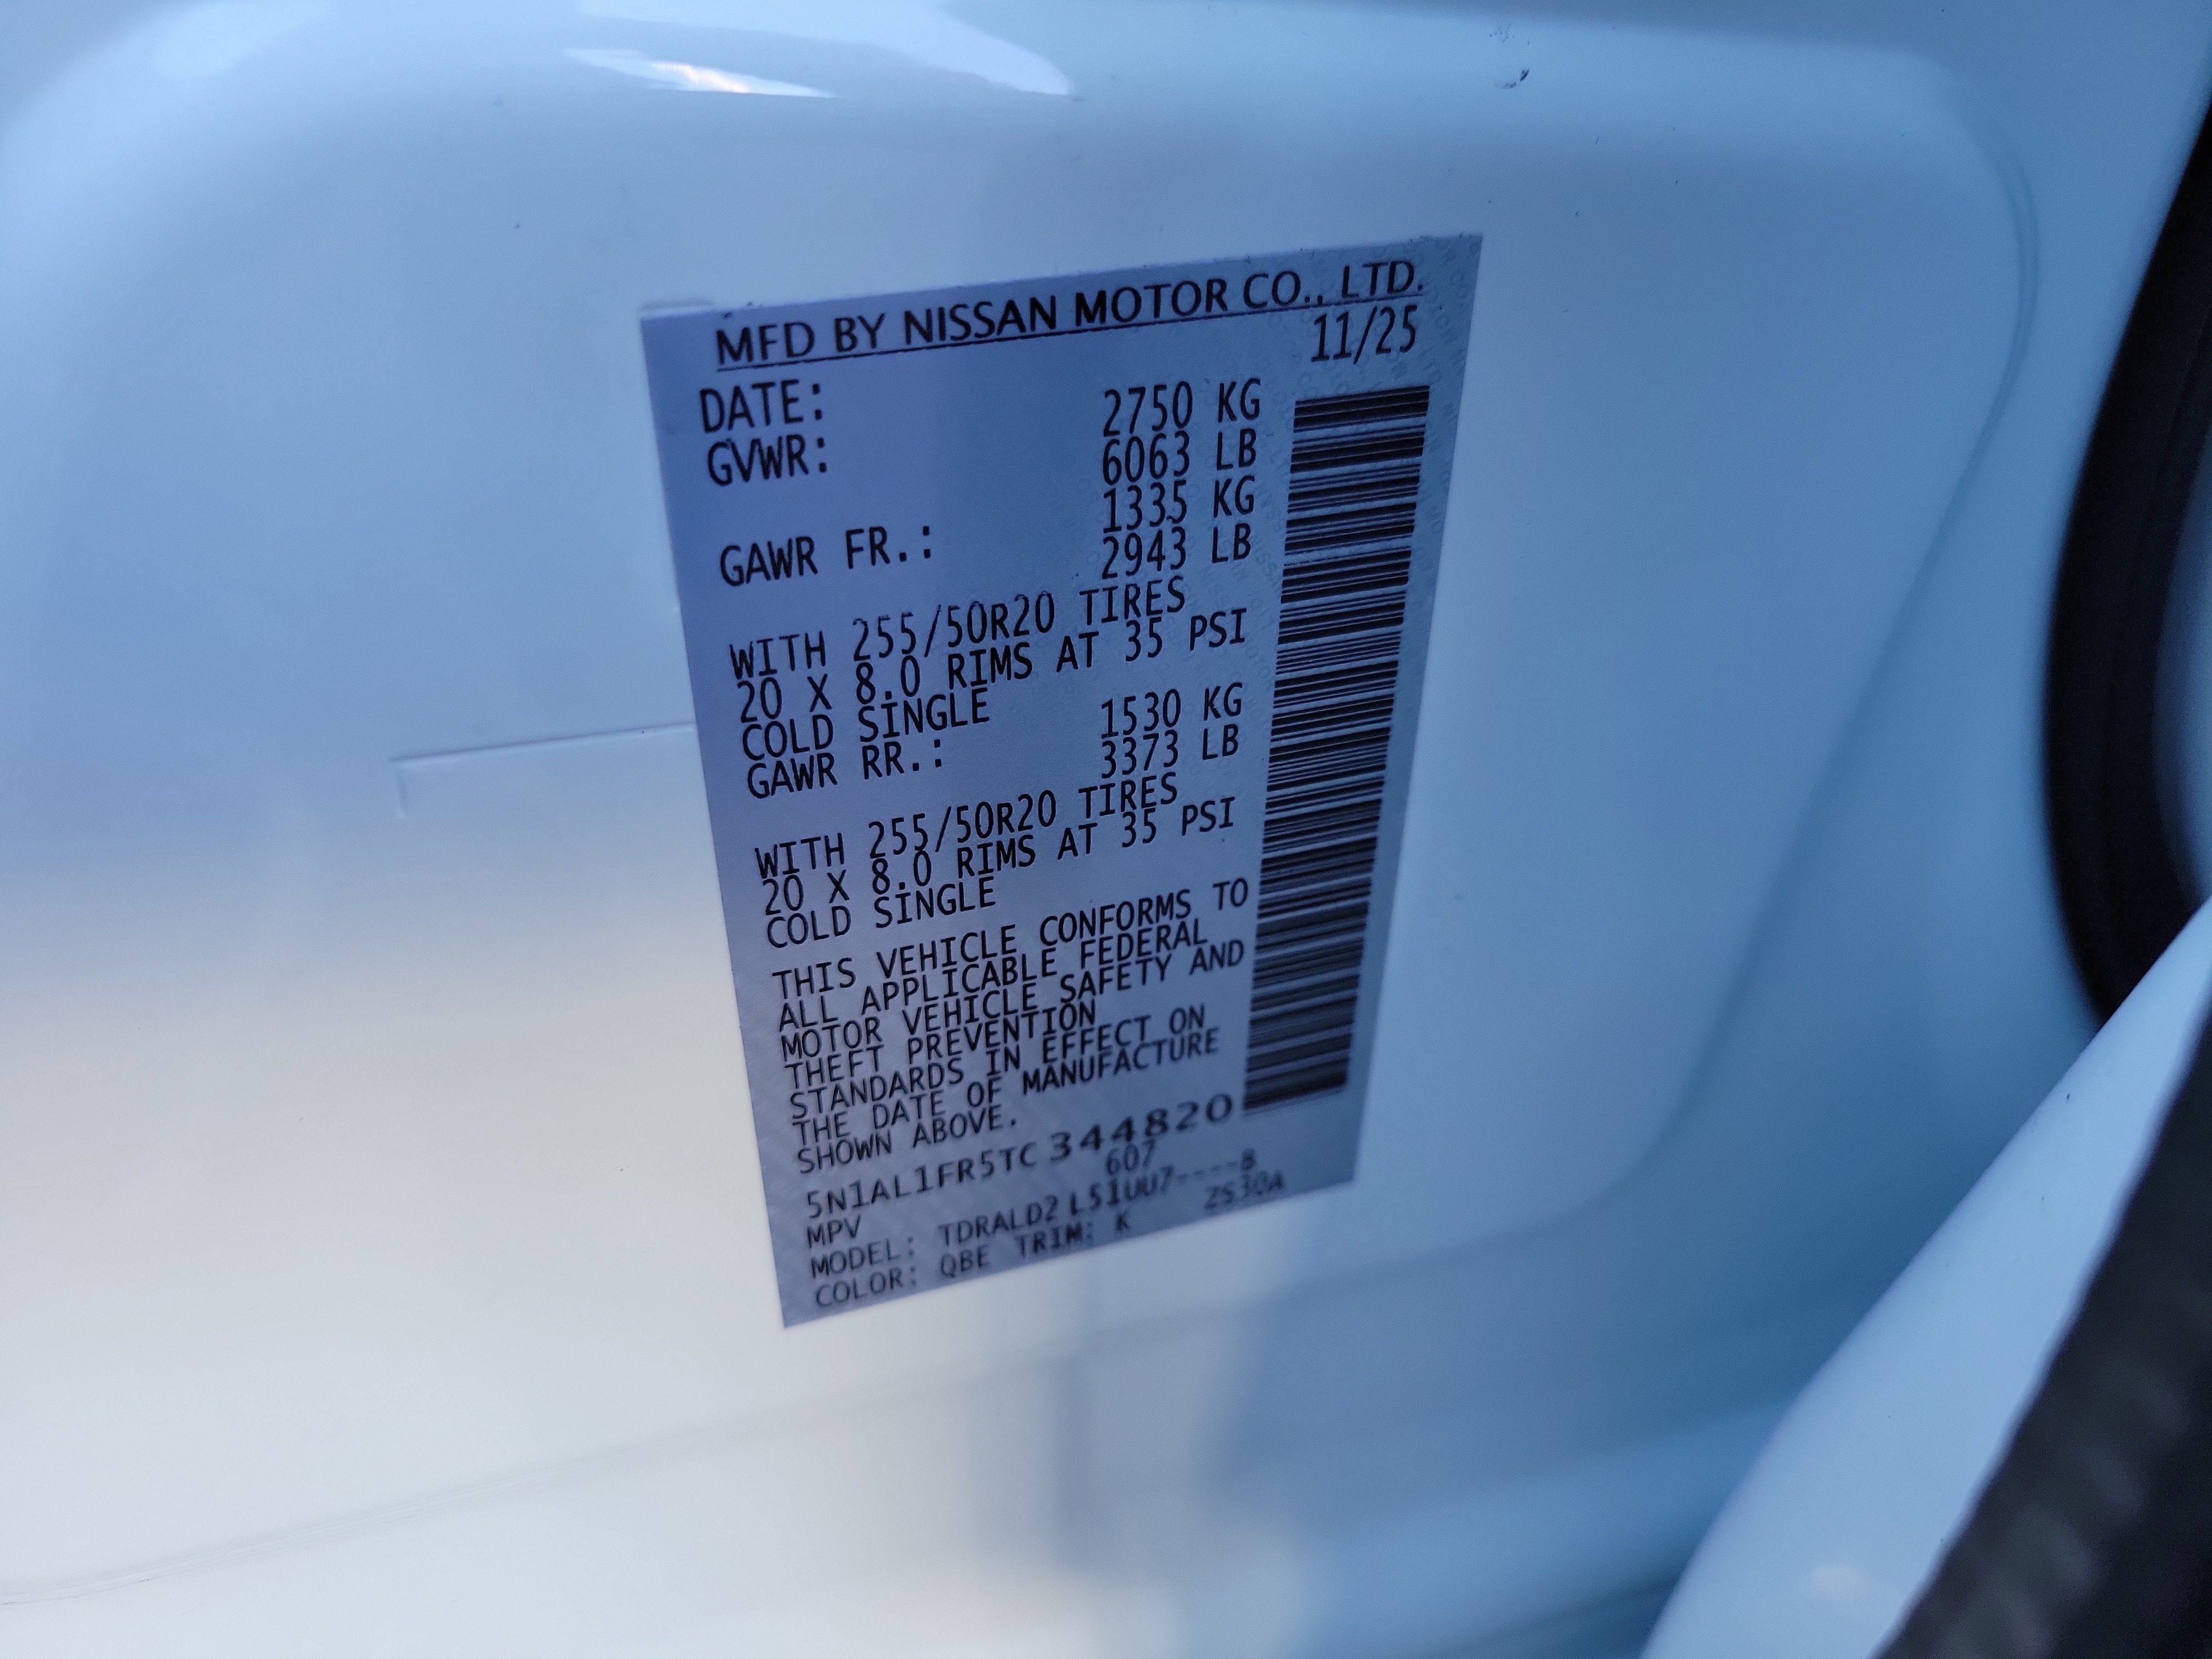 MFD BY NISSAN MOTOR CO., LTD.
DATE: 11/25
GVWR: 2750 KG
6063 LB
GAWR FR.: 1335 KG
2943 LB
WITH 255/50R20 TIRES
20 X 8.0 RIMS AT 35 PSI
COLD SINGLE
GAWR RR.: 1530 KG
3373 LB
WITH 255/50R20 TIRES
20 X 8.0 RIMS AT 35 PSI
COLD SINGLE
THIS VEHICLE CONFORMS TO
ALL APPLICABLE FEDERAL
MOTOR VEHICLE SAFETY AND
THEFT PREVENTION
STANDARDS IN EFFECT ON
THE DATE OF MANUFACTURE
SHOWN ABOVE.
5N1AL1FR5TC 344820
MPV 607
MODEL: TDRALD2 L51UU7----B
COLOR: QBE TRIM: K ZS30A